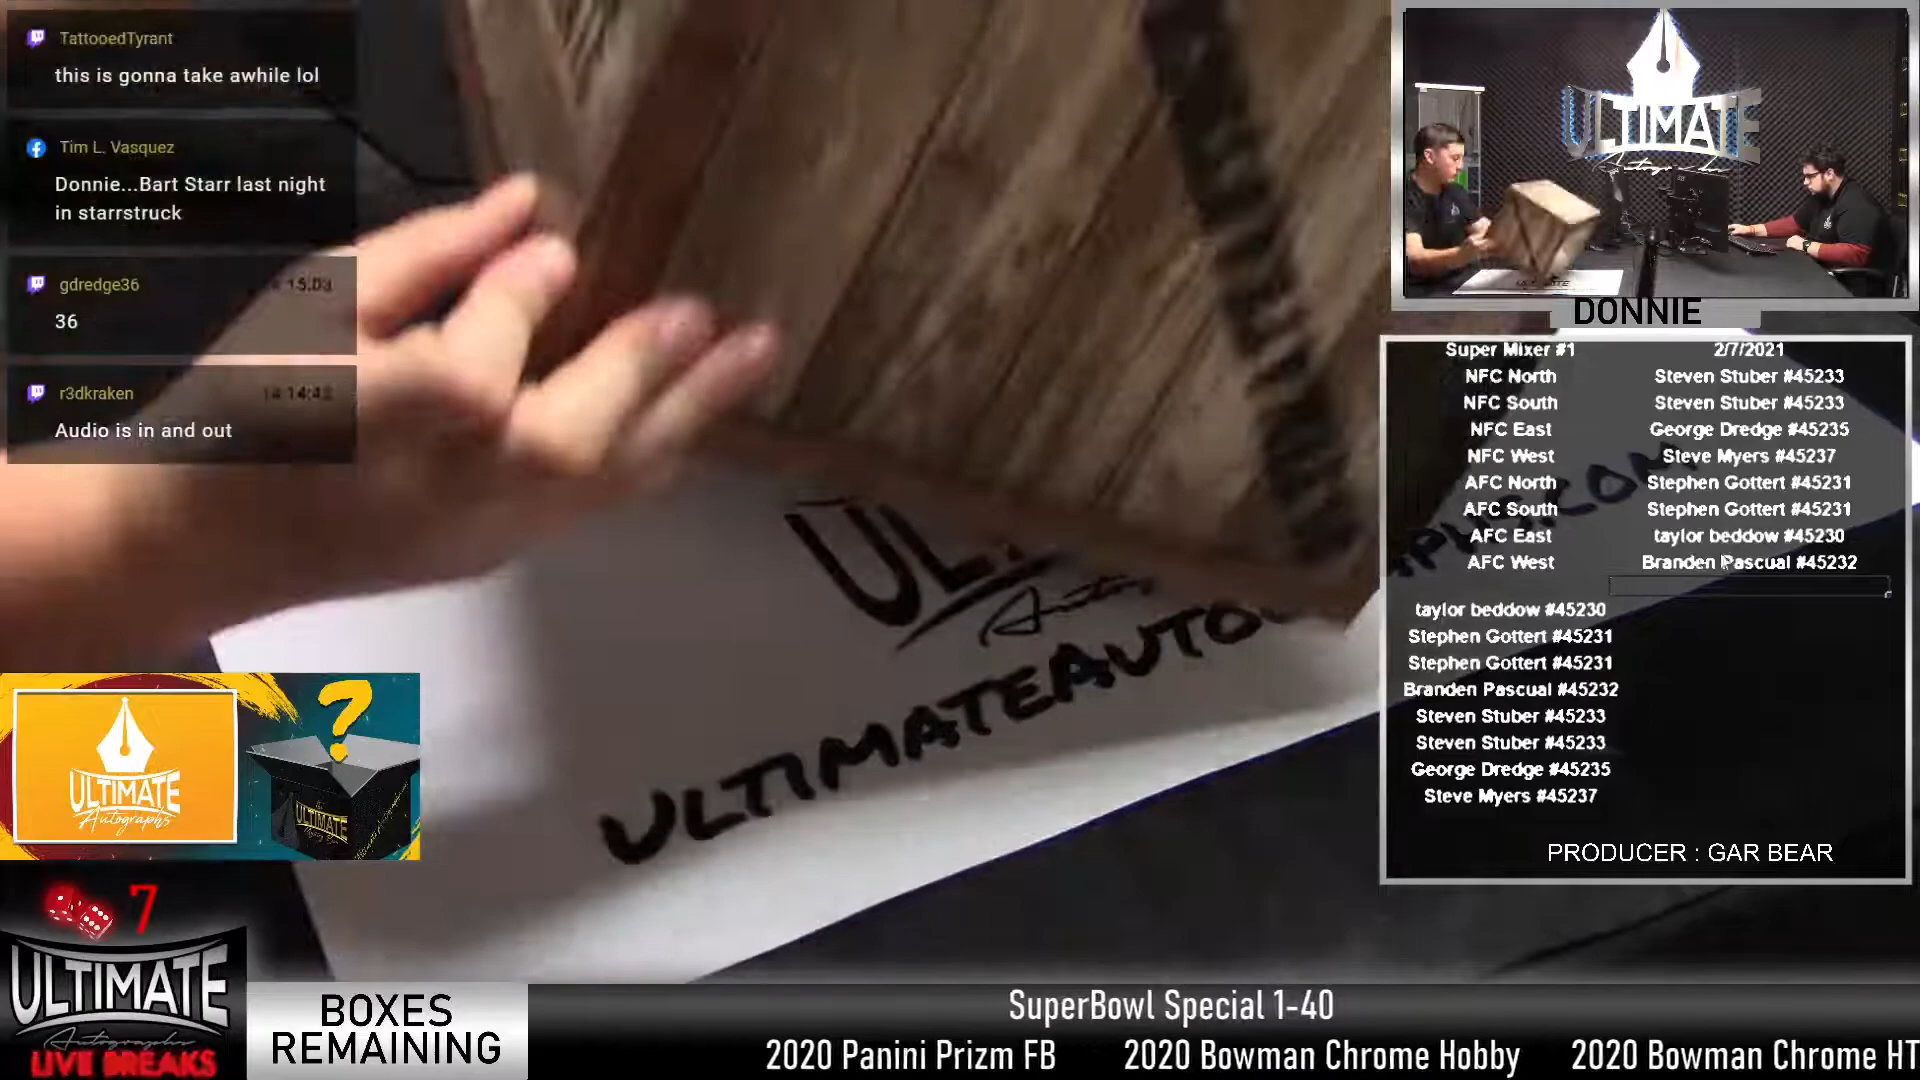 TattooedTyrant
this is gonna take awhile lol
Tim L. Vasquez
Donnie...Bart Starr last night
in starrstruck
gdredge36
36
r3dkraken
Audio is in and out
ULTIMATE
DONNIE
Super Mixer #1 2/7/2021
NFC North Steven Stuber #45233
NFC South Steven Stuber #45233
NFC East George Dredge #45235
NFC West Steve Myers #45237
AFC North Stephen Gottert #45231
AFC South Stephen Gottert #45231
AFC East taylor beddow #45230
AFC West Branden Pascual #45232
taylor beddow #45230
Stephen Gottert #45231
Stephen Gottert #45231
Branden Pascual #45232
Steven Stuber #45233
Steven Stuber #45233
George Dredge #45235
Steve Myers #45237
PRODUCER : GAR BEAR
UL
ULTIMATEAUTO
.COM
ULTIMATE
Autographs
?
ULTIMATE
7
ULTIMATE
Autographs
LIVE BREAKS
BOXES
REMAINING
SuperBowl Special 1-40
2020 Panini Prizm FB 2020 Bowman Chrome Hobby 2020 Bowman Chrome HT